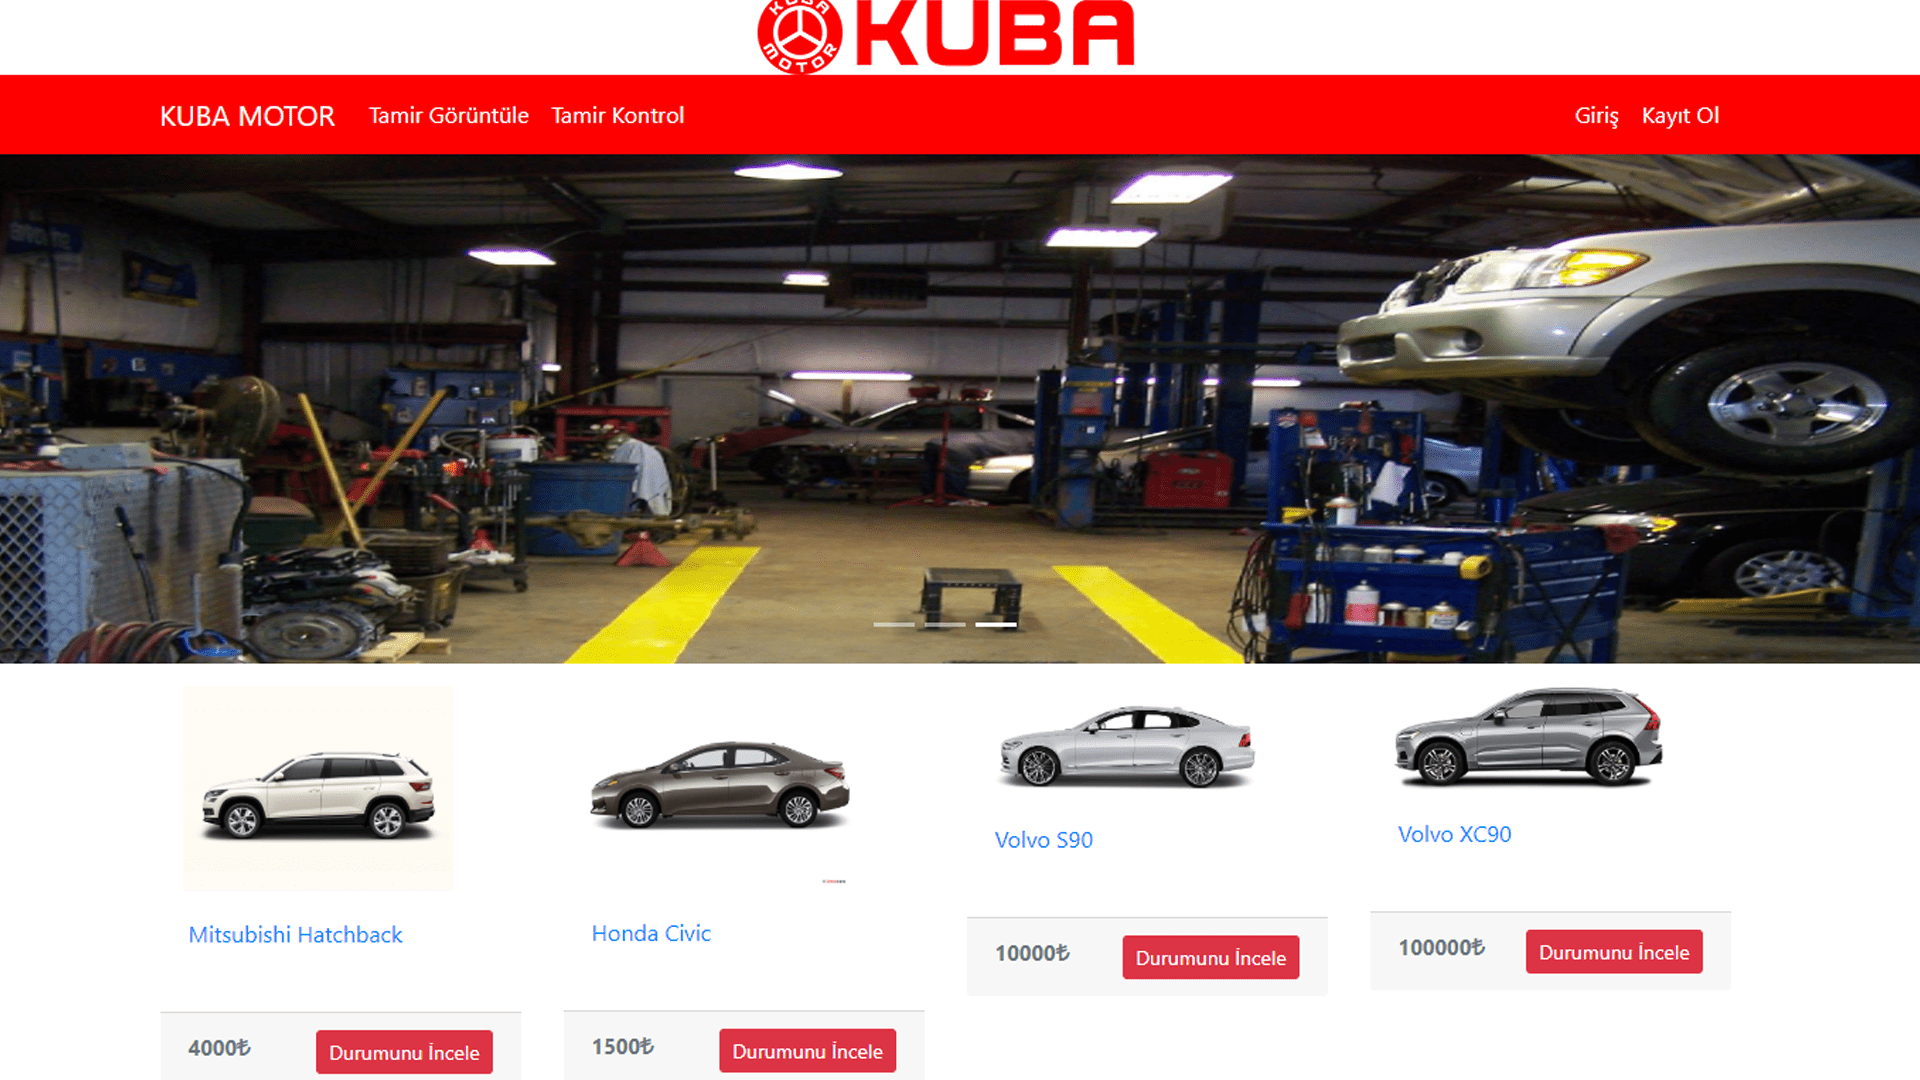 KUBA
MOTOR
KUBA
KUBA MOTOR Tamir Görüntüle Tamir Kontrol Giriş Kayıt Ol
Mitsubishi Hatchback
Honda Civic
Volvo S90
Volvo XC90
4000₺ Durumunu İncele
1500₺ Durumunu İncele
10000₺ Durumunu İncele
100000₺ Durumunu İncele